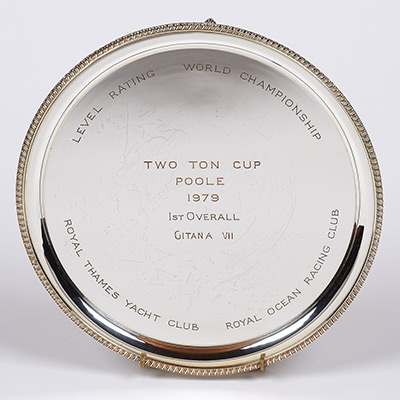 LEVEL RATING WORLD CHAMPIONSHIP
TWO TON CUP
POOLE
1979
1ST OVERALL
GITANA VII
ROYAL THAMES YACHT CLUB ROYAL OCEAN RACING CLUB